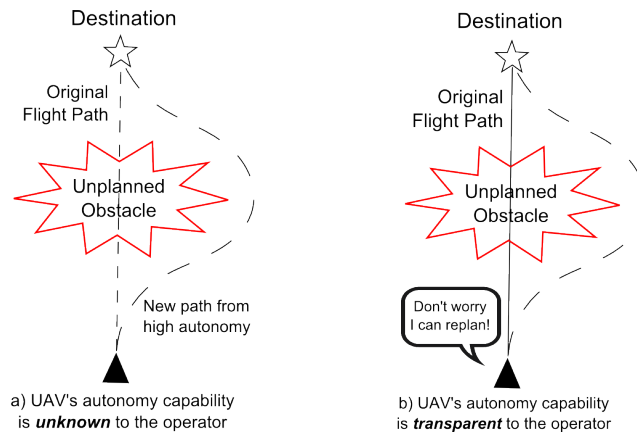 Destination
Original
Flight Path
Unplanned
Obstacle
New path from
high autonomy
a) UAV's autonomy capability
is unknown to the operator
Destination
Original
Flight Path
Unplanned
Obstacle
Don't worry
I can replan!
b) UAV's autonomy capability
is transparent to the operator